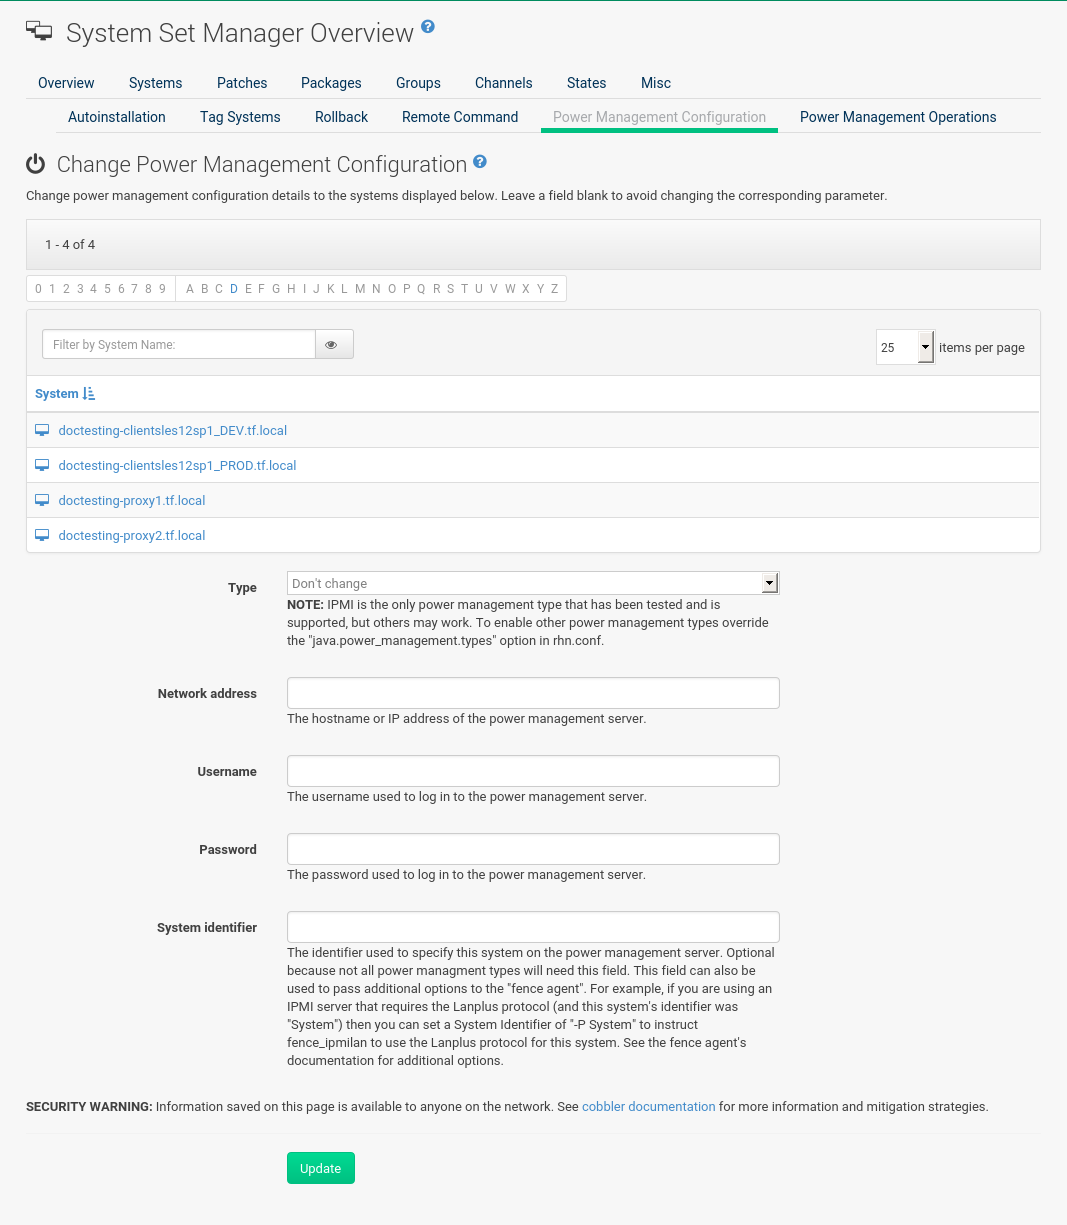 System Set Manager Overview ?
Overview Systems Patches Packages Groups Channels States Misc
Autoinstallation Tag Systems Rollback Remote Command Power Management Configuration Power Management Operations
Change Power Management Configuration ?
Change power management configuration details to the systems displayed below. Leave a field blank to avoid changing the corresponding parameter.
1 - 4 of 4
0 1 2 3 4 5 6 7 8 9 A B C D E F G H I J K L M N O P Q R S T U V W X Y Z
Filter by System Name: 25 items per page
System
doctesting-clientsles12sp1_DEV.tf.local
doctesting-clientsles12sp1_PROD.tf.local
doctesting-proxy1.tf.local
doctesting-proxy2.tf.local
Type Don't change
NOTE: IPMI is the only power management type that has been tested and is
supported, but others may work. To enable other power management types override
the "java.power_management.types" option in rhn.conf.
Network address
The hostname or IP address of the power management server.
Username
The username used to log in to the power management server.
Password
The password used to log in to the power management server.
System identifier
The identifier used to specify this system on the power management server. Optional
because not all power managment types will need this field. This field can also be
used to pass additional options to the "fence agent". For example, if you are using an
IPMI server that requires the Lanplus protocol (and this system's identifier was
"System") then you can set a System Identifier of "-P System" to instruct
fence_ipmilan to use the Lanplus protocol for this system. See the fence agent's
documentation for additional options.
SECURITY WARNING: Information saved on this page is available to anyone on the network. See cobbler documentation for more information and mitigation strategies.
Update